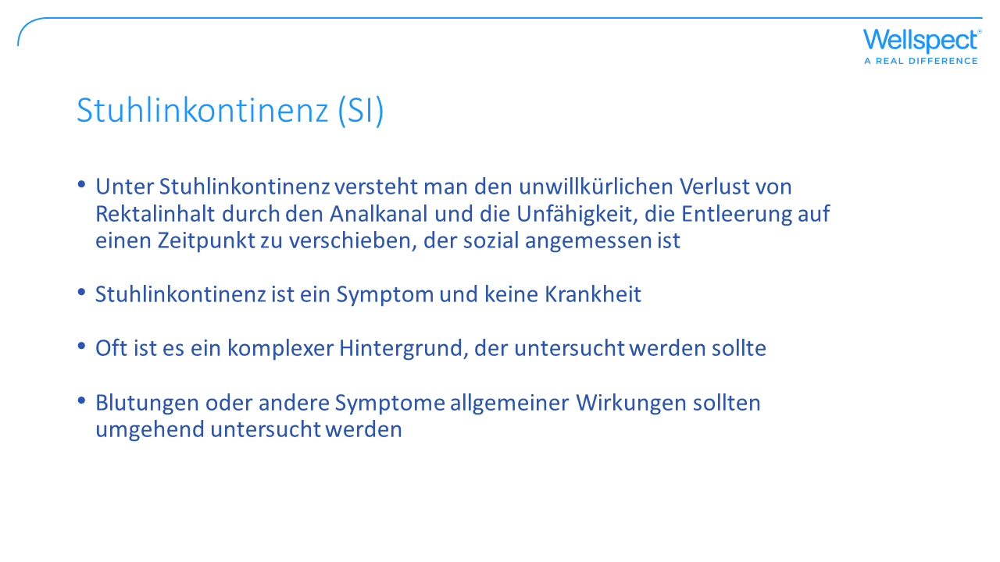 Wellspect®
A REAL DIFFERENCE
Stuhlinkontinenz (SI)
• Unter Stuhlinkontinenz versteht man den unwillkürlichen Verlust von
Rektalinhalt durch den Analkanal und die Unfähigkeit, die Entleerung auf
einen Zeitpunkt zu verschieben, der sozial angemessen ist
• Stuhlinkontinenz ist ein Symptom und keine Krankheit
• Oft ist es ein komplexer Hintergrund, der untersucht werden sollte
• Blutungen oder andere Symptome allgemeiner Wirkungen sollten
umgehend untersucht werden